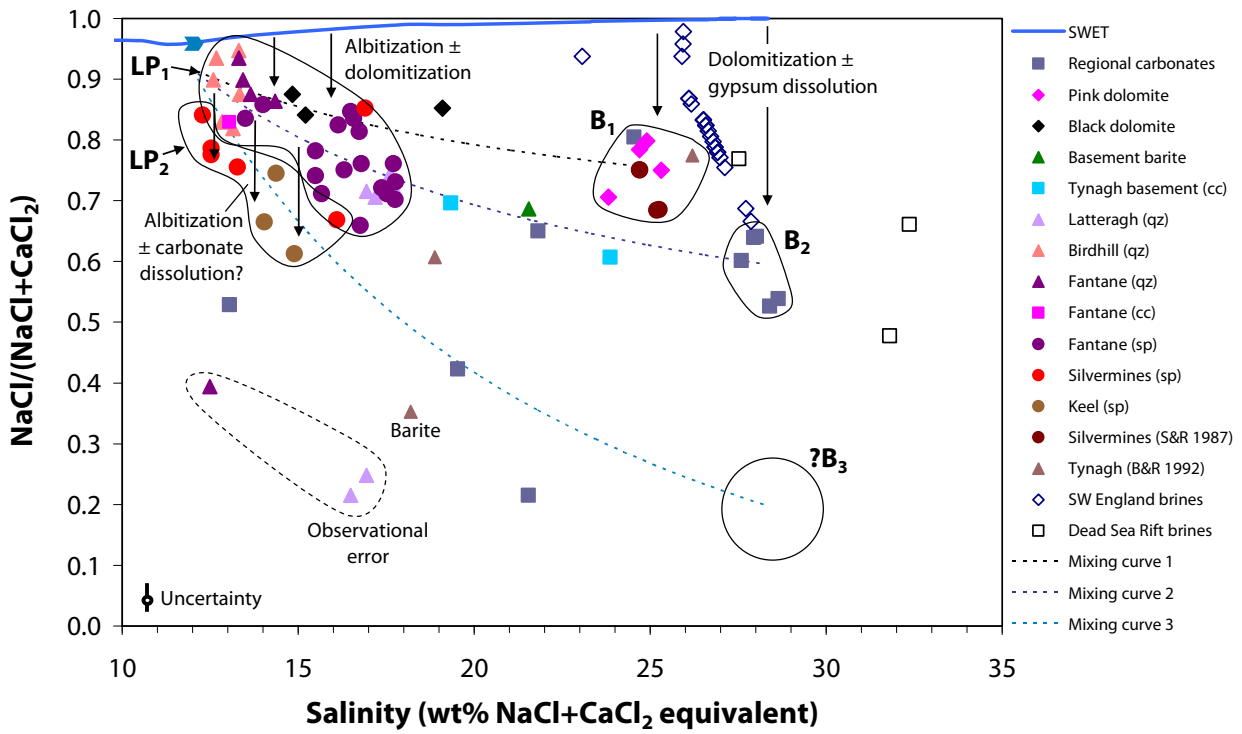 NaCl/(NaCl+CaCl2)
1.0
0.9
0.8
0.7
0.6
0.5
0.4
0.3
0.2
0.1
0.0
10
15
20
25
30
35
Salinity (wt% NaCl+CaCl2 equivalent)
LP1
LP2
Albitization ±
dolomitization
Dolomitization ±
gypsum dissolution
B1
B2
?B3
Albitization
± carbonate
dissolution?
Barite
Observational
error
Uncertainty
SWET
Regional carbonates
Pink dolomite
Black dolomite
Basement barite
Tynagh basement (cc)
Latteragh (qz)
Birdhill (qz)
Fantane (qz)
Fantane (cc)
Fantane (sp)
Silvermines (sp)
Keel (sp)
Silvermines (S&R 1987)
Tynagh (B&R 1992)
SW England brines
Dead Sea Rift brines
Mixing curve 1
Mixing curve 2
Mixing curve 3